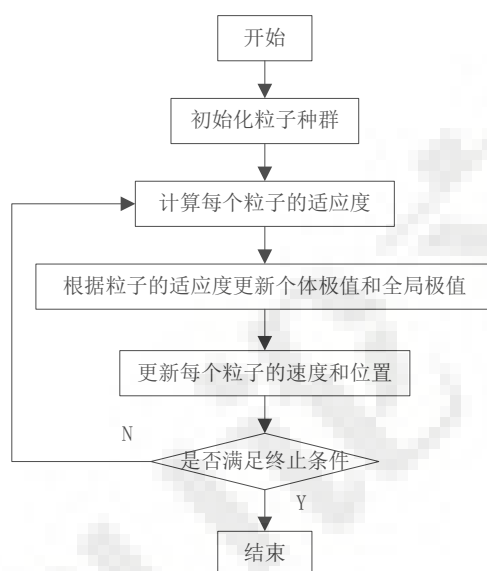 开始
初始化粒子种群
计算每个粒子的适应度
根据粒子的适应度更新个体极值和全局极值
更新每个粒子的速度和位置
N
是否满足终止条件
Y
结束